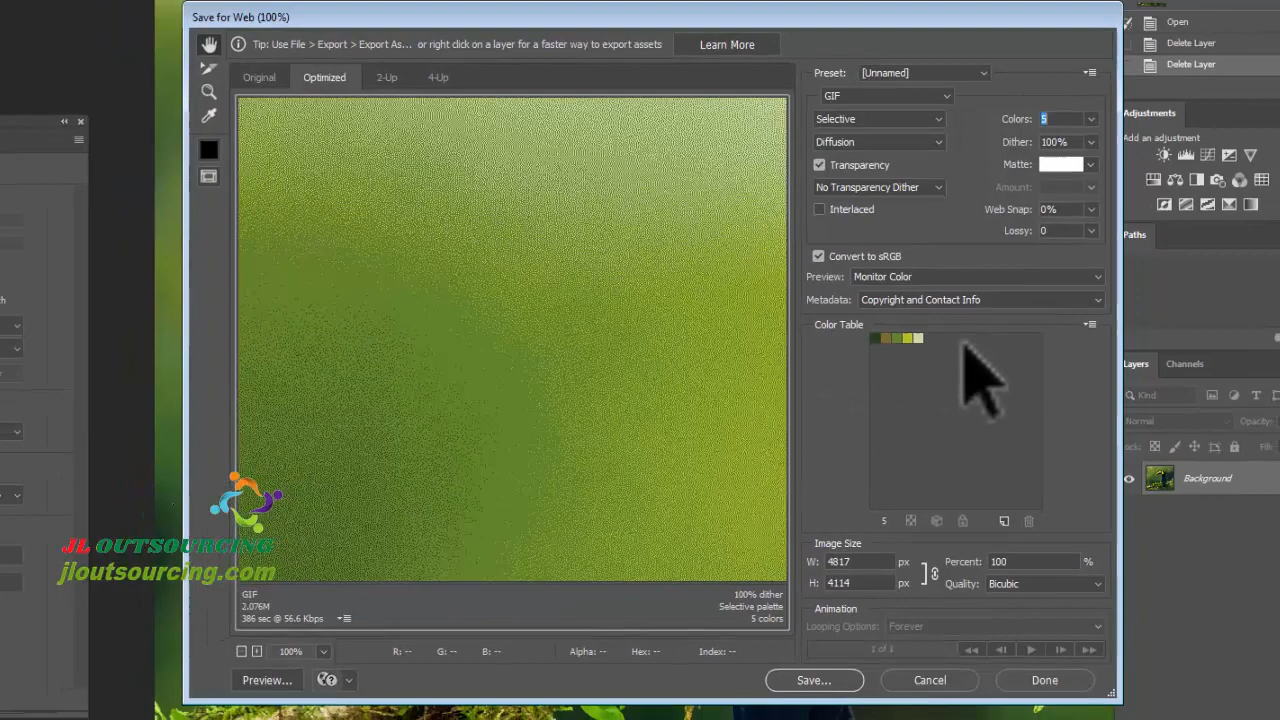 Save for Web (100%)
Tip: Use File > Export > Export As... or right click on a layer for a faster way to export assets
Learn More
Original
Optimized
2-Up
4-Up
Preset: [Unnamed]
GIF
Selective
Colors: 5
Diffusion
Dither: 100%
Transparency
Matte:
No Transparency Dither
Amount:
Interlaced
Web Snap: 0%
Lossy: 0
Convert to sRGB
Preview: Monitor Color
Metadata: Copyright and Contact Info
Color Table
5
Image Size
W: 4817 px
Percent: 100 %
H: 4114 px
Quality: Bicubic
Animation
Looping Options: Forever
1 of 1
GIF
2.076M
386 sec @ 56.6 Kbps
100% dither
Selective palette
5 colors
100%
R: --
G: --
B: --
Alpha: --
Hex: --
Index: --
Preview...
Save...
Cancel
Done
JL OUTSOURCING
jloutsourcing.com
Open
Delete Layer
Delete Layer
Adjustments
Add an adjustment
Paths
Layers
Channels
Kind
Normal
Opacity:
Background